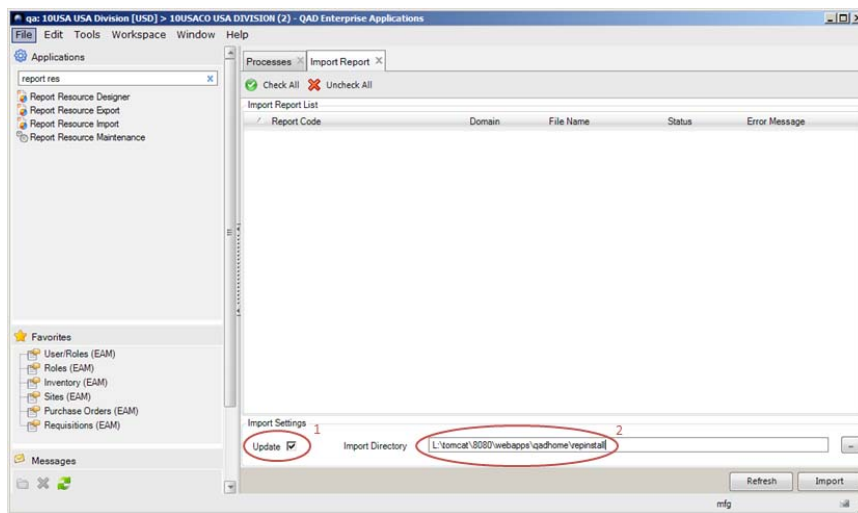 qa: 10USA USA Division [USD] > 10USACO USA DIVISION (2) - QAD Enterprise Applications
File Edit Tools Workspace Window Help
Applications
report res
Report Resource Designer
Report Resource Export
Report Resource Import
Report Resource Maintenance
Favorites
User/Roles (EAM)
Roles (EAM)
Inventory (EAM)
Sites (EAM)
Purchase Orders (EAM)
Requisitions (EAM)
Messages
Processes Import Report
Check All Uncheck All
Import Report List
Report Code Domain File Name Status Error Message
Import Settings
1 2
Update Import Directory L:\tomcat\8080\webapps\qadhome\repinstall ...
Refresh Import
mfg